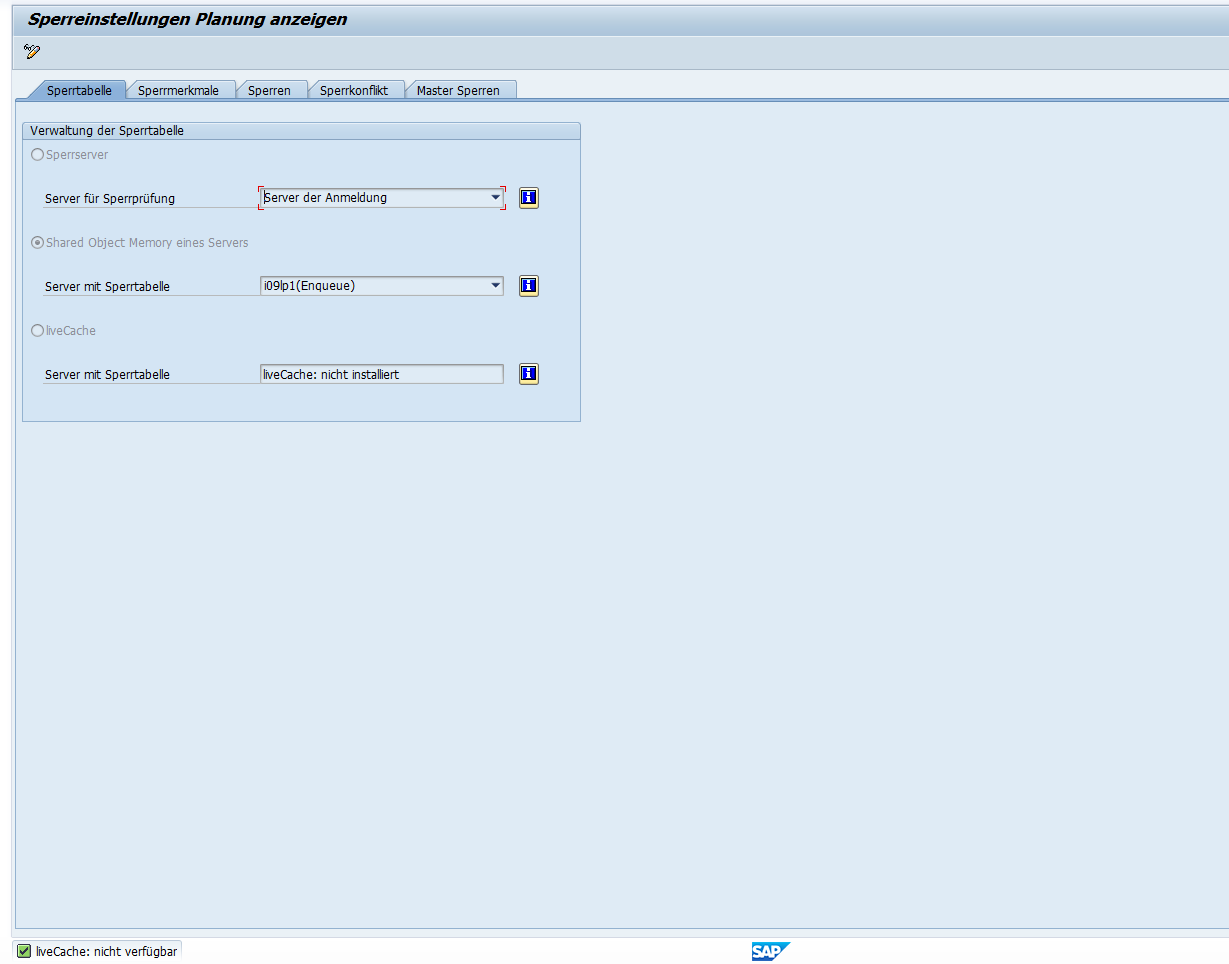 Sperreinstellungen Planung anzeigen
Sperrtabelle Sperrmerkmale Sperren Sperrkonflikt Master Sperren
Verwaltung der Sperrtabelle
Sperrserver
Server für Sperrprüfung Server der Anmeldung
Shared Object Memory eines Servers
Server mit Sperrtabelle i09lp1(Enqueue)
liveCache
Server mit Sperrtabelle liveCache: nicht installiert
liveCache: nicht verfügbar SAP